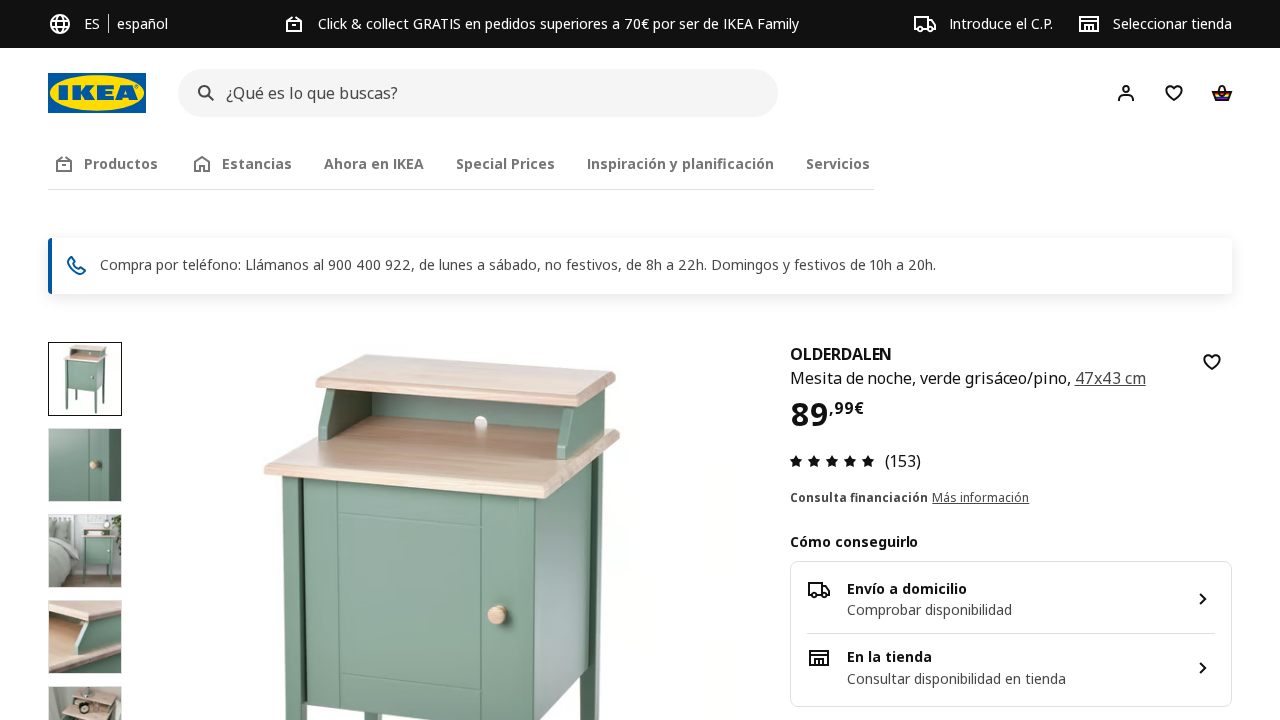 ES español
Click & collect GRATIS en pedidos superiores a 70€ por ser de IKEA Family
Introduce el C.P.
Seleccionar tienda
IKEA
¿Qué es lo que buscas?
Productos
Estancias
Ahora en IKEA
Special Prices
Inspiración y planificación
Servicios
Compra por teléfono: Llámanos al 900 400 922, de lunes a sábado, no festivos, de 8h a 22h. Domingos y festivos de 10h a 20h.
OLDERDALEN
Mesita de noche, verde grisáceo/pino, 47x43 cm
89,99€
(153)
Consulta financiación Más información
Cómo conseguirlo
Envío a domicilio
Comprobar disponibilidad
En la tienda
Consultar disponibilidad en tienda